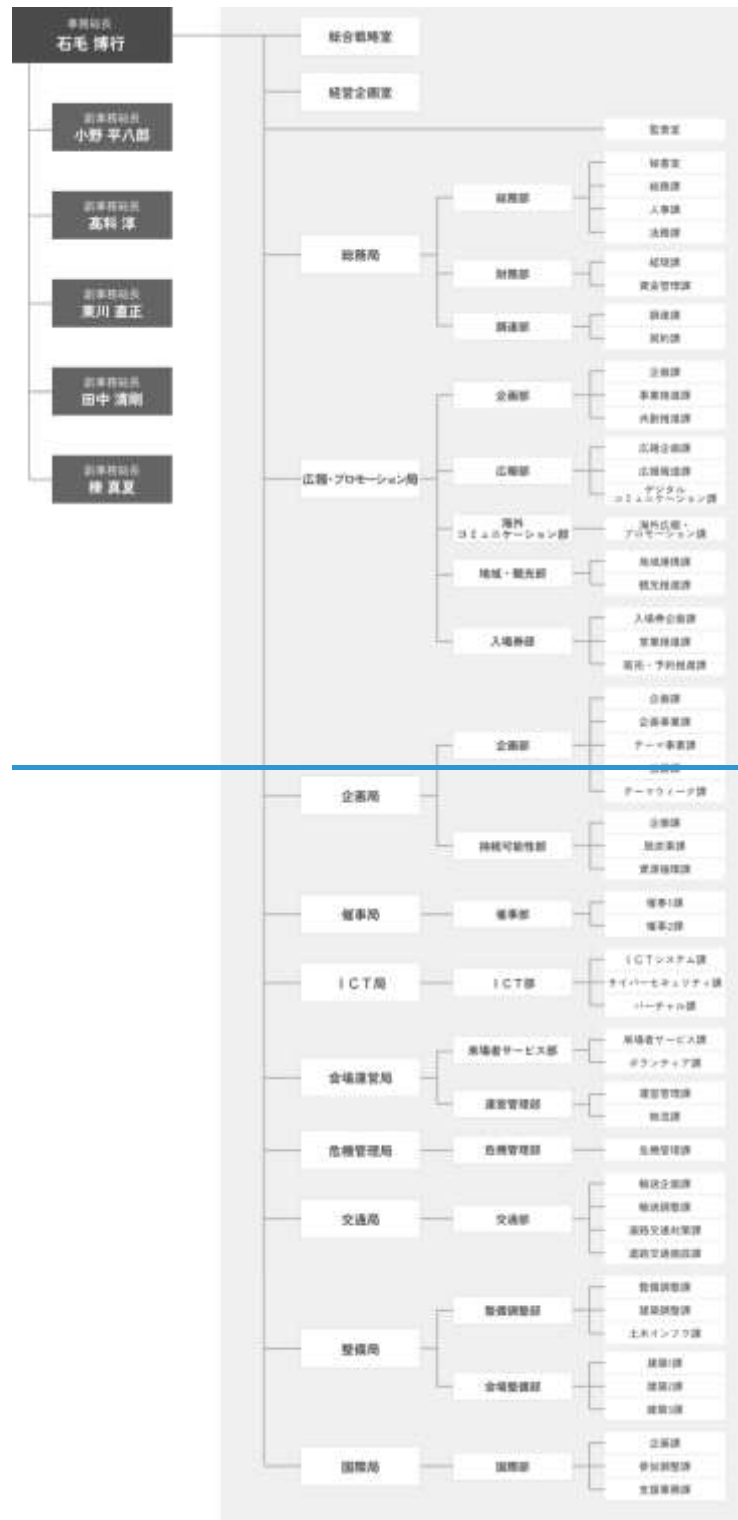 事務総長
石毛 博行
副事務総長
小野 平八郎
副事務総長
髙科 淳
副事務総長
東川 直正
副事務総長
田中 清剛
副事務総長
柟 真夏
総合戦略室
経営企画室
監査室
総務局
総務部
秘書室
総務課
人事課
法務課
財務部
経理課
資金管理課
調達部
調達課
契約課
広報・プロモーション局
企画部
企画課
事業推進課
共創推進課
広報部
広報企画課
広報報道課
デジタル
コミュニケーション課
海外
コミュニケーション部
海外広報・
プロモーション課
地域・観光部
地域連携課
観光推進課
入場券部
入場券企画課
営業推進課
販売・予約推進課
企画局
企画部
企画課
企画事業課
テーマ事業課
テーマウィーク課
持続可能性部
企画課
脱炭素課
資源循環課
催事局
催事部
催事1課
催事2課
ICT局
ICT部
ICTシステム課
サイバーセキュリティ課
バーチャル課
会場運営局
来場者サービス部
来場者サービス課
ボランティア課
運営管理部
運営管理課
物流課
危機管理局
危機管理部
危機管理課
交通局
交通部
輸送企画課
輸送調整課
道路交通対策課
道路交通施設課
整備局
整備調整部
整備調整課
建築調整課
土木インフラ課
会場整備部
建築1課
建築2課
建築3課
国際局
国際部
企画課
参加調整課
支援業務課